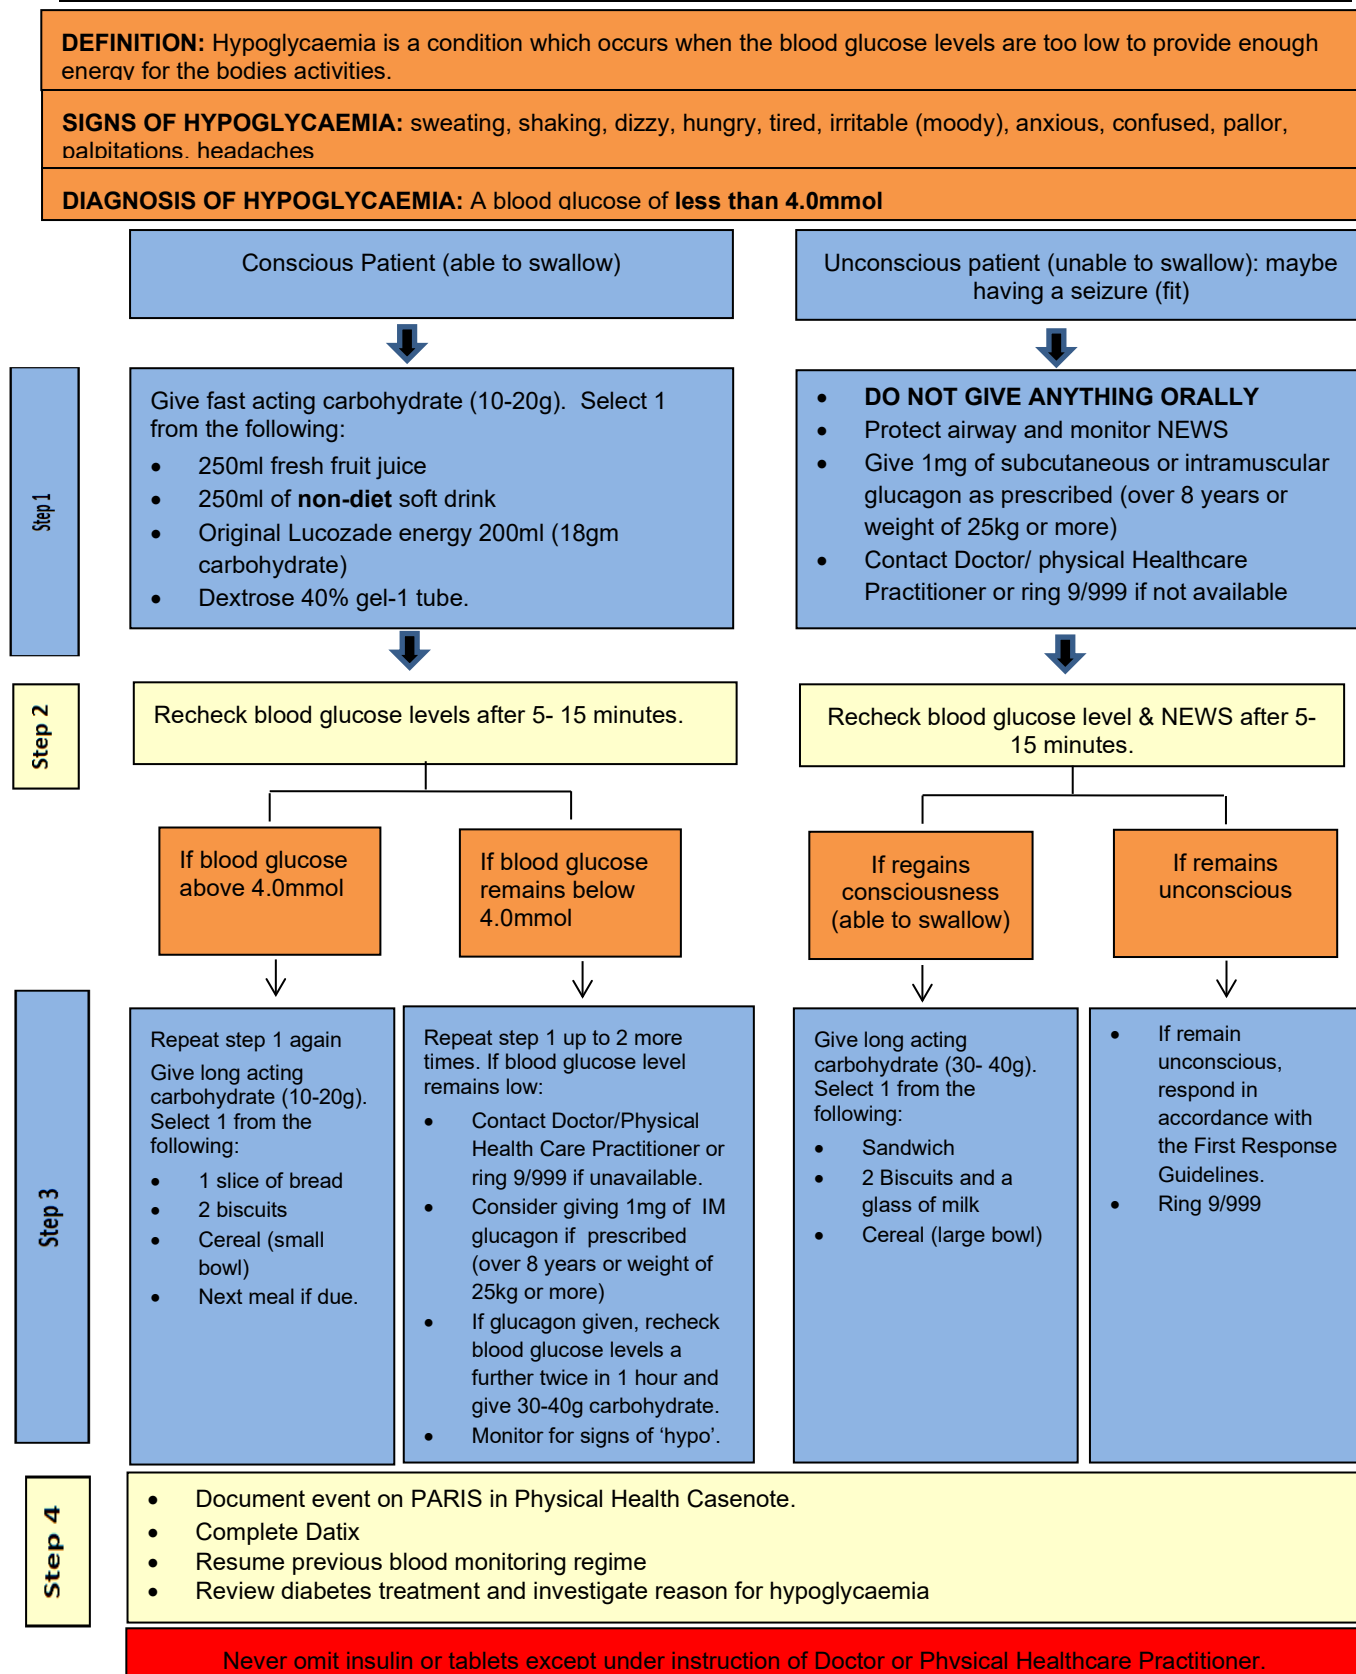 DEFINITION: Hypoglycaemia is a condition which occurs when the blood glucose levels are too low to provide enough
energy for the bodies activities.
SIGNS OF HYPOGLYCAEMIA: sweating, shaking, dizzy, hungry, tired, irritable (moody), anxious, confused, pallor,
palpitations, headaches
DIAGNOSIS OF HYPOGLYCAEMIA: A blood glucose of less than 4.0mmol
Conscious Patient (able to swallow)
Unconscious patient (unable to swallow): maybe
having a seizure (fit)
Step 1
Give fast acting carbohydrate (10-20g).  Select 1
from the following:
• 250ml fresh fruit juice
• 250ml of non-diet soft drink
• Original Lucozade energy 200ml (18gm
carbohydrate)
• Dextrose 40% gel-1 tube.
• DO NOT GIVE ANYTHING ORALLY
• Protect airway and monitor NEWS
• Give 1mg of subcutaneous or intramuscular
glucagon as prescribed (over 8 years or
weight of 25kg or more)
• Contact Doctor/ physical Healthcare
Practitioner or ring 9/999 if not available
Step 2
Recheck blood glucose levels after 5- 15 minutes.
Recheck blood glucose level & NEWS after 5-
15 minutes.
If blood glucose
above 4.0mmol
If blood glucose
remains below
4.0mmol
If regains
consciousness
(able to swallow)
If remains
unconscious
Step 3
Repeat step 1 again
Give long acting
carbohydrate (10-20g).
Select 1 from the
following:
• 1 slice of bread
• 2 biscuits
• Cereal (small
bowl)
• Next meal if due.
Repeat step 1 up to 2 more
times. If blood glucose level
remains low:
• Contact Doctor/Physical
Health Care Practitioner or
ring 9/999 if unavailable.
• Consider giving 1mg of  IM
glucagon if  prescribed
(over 8 years or weight of
25kg or more)
• If glucagon given, recheck
blood glucose levels a
further twice in 1 hour and
give 30-40g carbohydrate.
• Monitor for signs of ‘hypo’.
Give long acting
carbohydrate (30- 40g).
Select 1 from the
following:
• Sandwich
• 2 Biscuits and a
glass of milk
• Cereal (large bowl)
• If remain
unconscious,
respond in
accordance with
the First Response
Guidelines.
• Ring 9/999
Step 4
• Document event on PARIS in Physical Health Casenote.
• Complete Datix
• Resume previous blood monitoring regime
• Review diabetes treatment and investigate reason for hypoglycaemia
Never omit insulin or tablets except under instruction of Doctor or Physical Healthcare Practitioner.